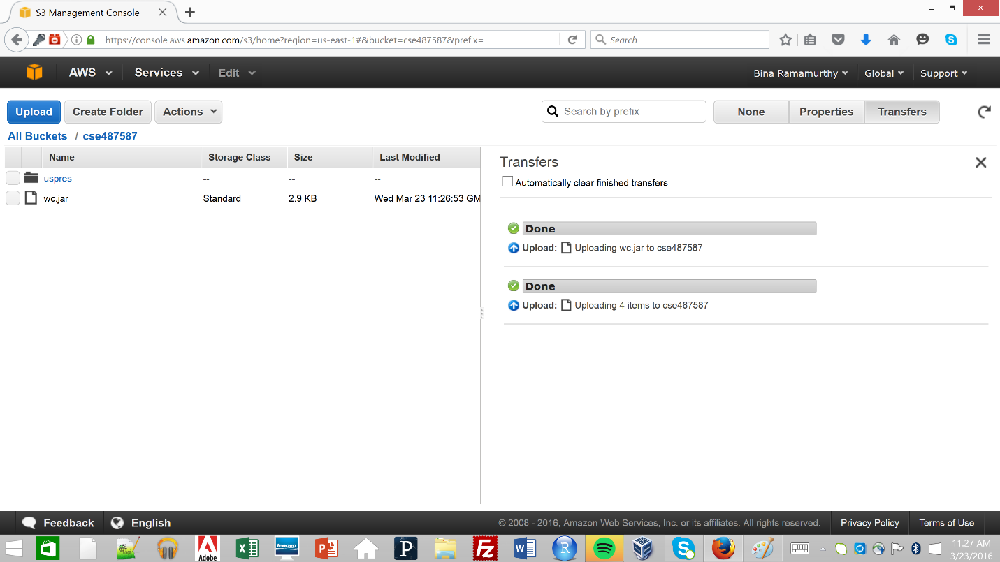 S3 Management Console
https://console.aws.amazon.com/s3/home?region=us-east-1#&bucket=cse487587&prefix=
Search
AWS Services Edit Bina Ramamurthy Global Support
Upload Create Folder Actions Search by prefix None Properties Transfers
All Buckets / cse487587
Name Storage Class Size Last Modified
Transfers
uspres -- -- --
Automatically clear finished transfers
wc.jar Standard 2.9 KB Wed Mar 23 11:26:53 GM
Done
Upload: Uploading wc.jar to cse487587
Done
Upload: Uploading 4 items to cse487587
Feedback English © 2008 - 2016, Amazon Web Services, Inc. or its affiliates. All rights reserved. Privacy Policy Terms of Use
Adobe
lenovo
P
Fz
R
11:27 AM
3/23/2016